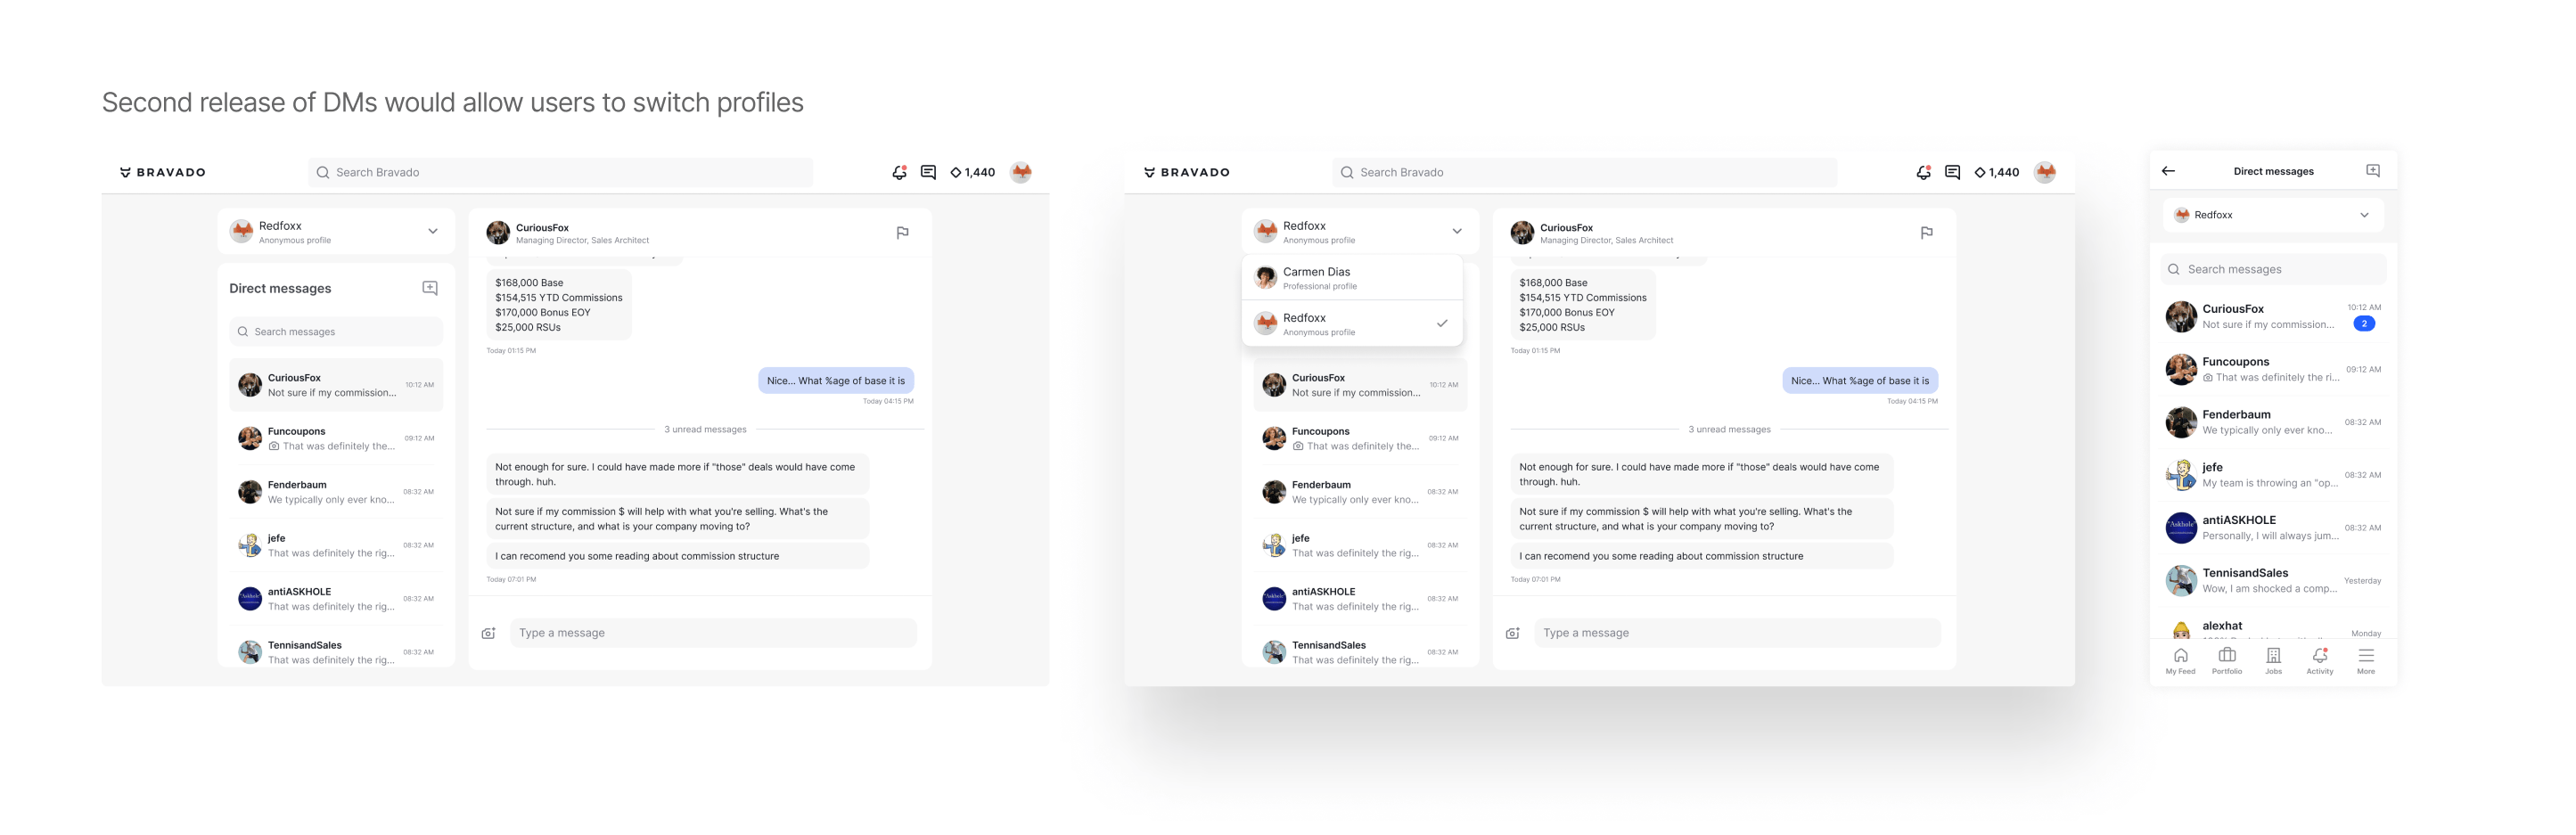 Second release of DMs would allow users to switch profiles
BRAVADO
Search Bravado
1,440
Redfoxx
Anonymous profile
Direct messages
Search messages
CuriousFox
10:12 AM
Not sure if my commission...
Funcoupons
09:12 AM
That was definitely the...
Fenderbaum
08:32 AM
We typically only ever kno...
jefe
08:32 AM
That was definitely the rig...
antiASKHOLE
08:32 AM
That was definitely the rig...
TennisandSales
08:32 AM
That was definitely the rig...
CuriousFox
Managing Director, Sales Architect
$168,000 Base
$154,515 YTD Commissions
$170,000 Bonus EOY
$25,000 RSUs
Today 01:15 PM
Nice... What %age of base it is
Today 04:15 PM
3 unread messages
Not enough for sure. I could have made more if "those" deals would have come
through. huh.
Not sure if my commission $ will help with what you're selling. What's the
current structure, and what is your company moving to?
I can recomend you some reading about commission structure
Today 07:01 PM
Type a message
BRAVADO
Search Bravado
1,440
Redfoxx
Anonymous profile
Carmen Dias
Professional profile
Redfoxx
Anonymous profile
CuriousFox
10:12 AM
Not sure if my commission...
Funcoupons
09:12 AM
That was definitely the...
Fenderbaum
08:32 AM
We typically only ever kno...
jefe
08:32 AM
That was definitely the rig...
antiASKHOLE
08:32 AM
That was definitely the rig...
TennisandSales
08:32 AM
That was definitely the rig...
CuriousFox
Managing Director, Sales Architect
$168,000 Base
$154,515 YTD Commissions
$170,000 Bonus EOY
$25,000 RSUs
Today 01:15 PM
Nice... What %age of base it is
Today 04:15 PM
3 unread messages
Not enough for sure. I could have made more if "those" deals would have come
through. huh.
Not sure if my commission $ will help with what you're selling. What's the
current structure, and what is your company moving to?
I can recomend you some reading about commission structure
Today 07:01 PM
Type a message
Direct messages
Redfoxx
Search messages
CuriousFox
10:12 AM
Not sure if my commission...
2
Funcoupons
09:12 AM
That was definitely the ri...
Fenderbaum
08:32 AM
We typically only ever kno...
jefe
08:32 AM
My team is throwing an "op...
antiASKHOLE
08:32 AM
Personally, I will always jum...
TennisandSales
Yesterday
Wow, I am shocked a comp...
alexhat
Monday
My Feed
Portfolio
Jobs
Activity
More